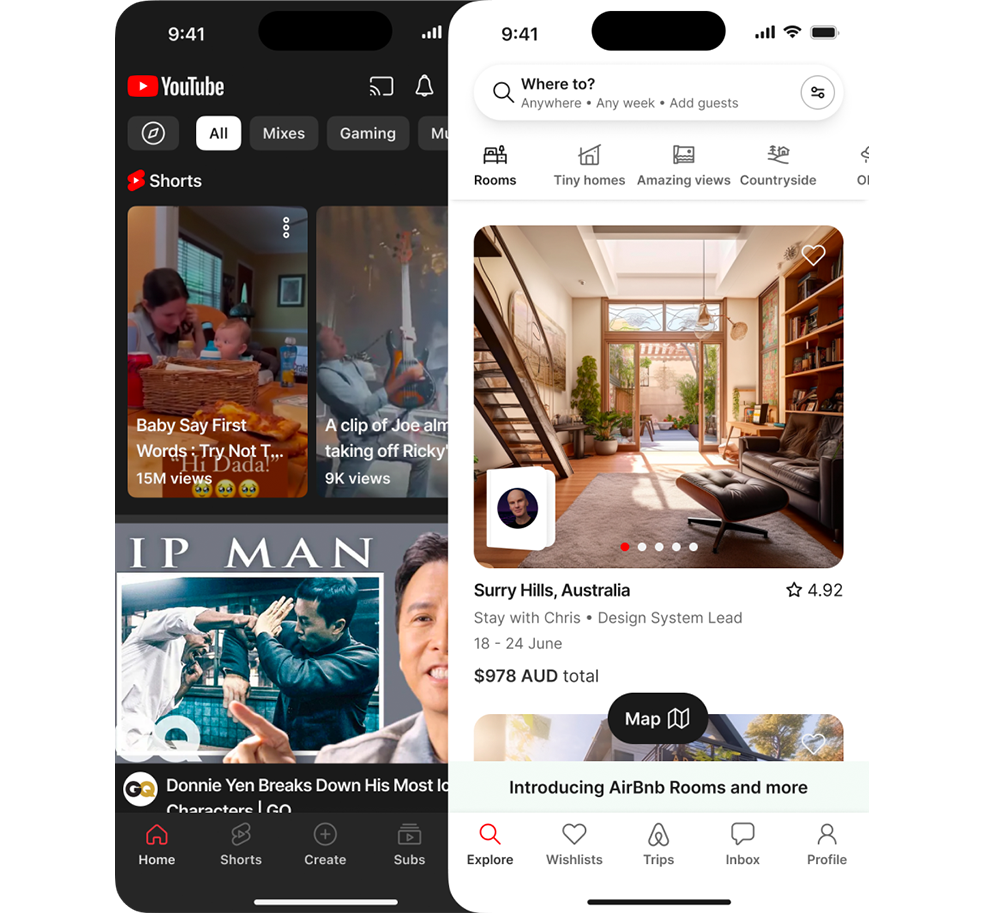 9:41
YouTube
All
Mixes
Gaming
Mu
Shorts
Baby Say First
Words : Try Not T...
"Hi Dada!"
15M views
A clip of Joe alm
taking off Ricky'
9K views
IP MAN
GQ
GQ
Donnie Yen Breaks Down His Most Ic
Characters | GQ
Home
Shorts
Create
Subs
9:41
Where to?
Anywhere • Any week • Add guests
Rooms
Tiny homes
Amazing views
Countryside
Surry Hills, Australia
4.92
Stay with Chris • Design System Lead
18 - 24 June
$978 AUD total
Map
Introducing AirBnb Rooms and more
Explore
Wishlists
Trips
Inbox
Profile